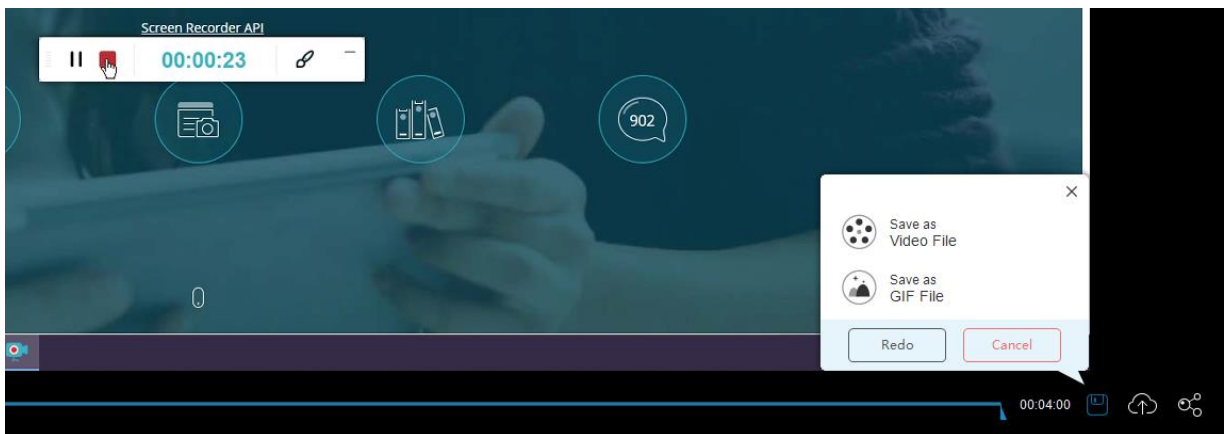 Screen Recorder API
00:00:23
902
Save as
Video File
Save as
GIF File
Redo
Cancel
00:04:00